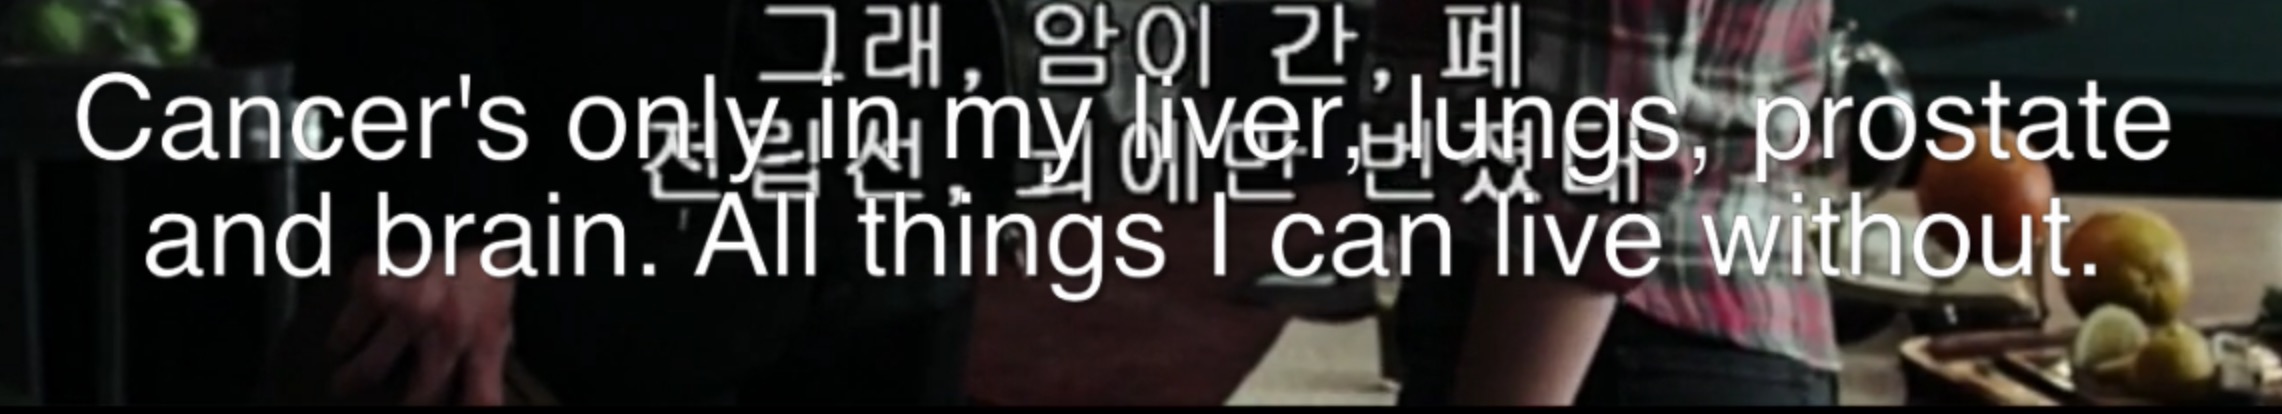 그래, 암이 간, 폐
Cancer's only in my liver, lungs, prostate
전립선, 뇌에만 번졌대
and brain. All things I can live without.